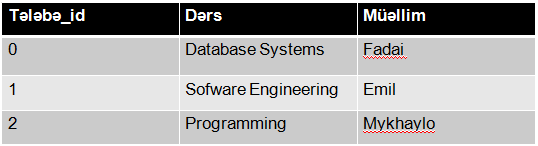 Tələbə_id Dərs Müəllim
0 Database Systems Fadai
1 Sofware Engineering Emil
2 Programming Mykhaylo